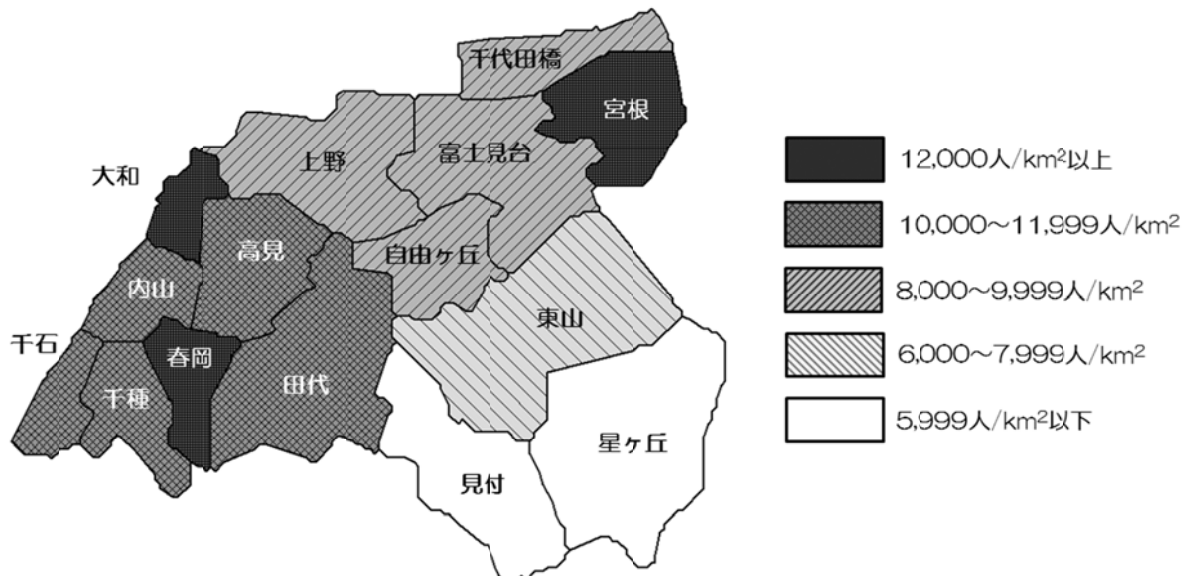 千代田橋
宮根
富士見台
上野
大和
自由ヶ丘
高見
内山
東山
千石
春岡
田代
千種
星ヶ丘
見付
12,000人/km²以上
10,000～11,999人/km²
8,000～9,999人/km²
6,000～7,999人/km²
5,999人/km²以下